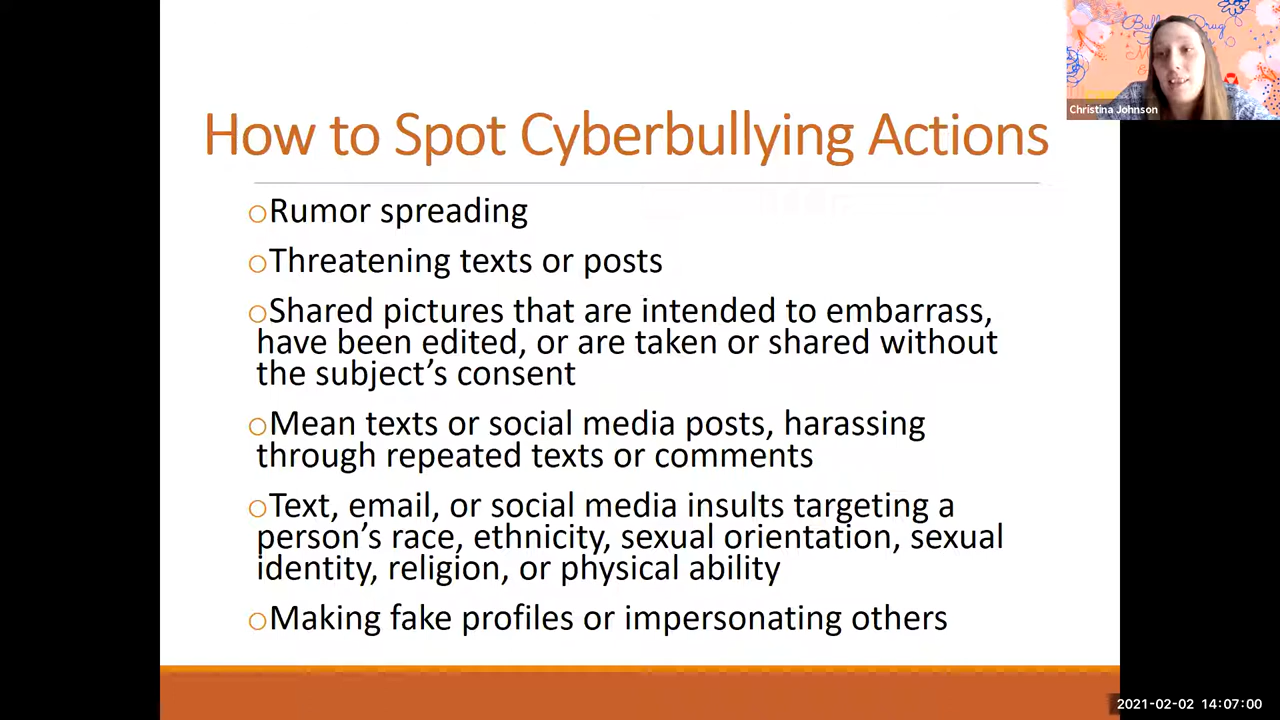 How to Spot Cyberbullying Actions
oRumor spreading
oThreatening texts or posts
oShared pictures that are intended to embarrass,
have been edited, or are taken or shared without
the subject’s consent
oMean texts or social media posts, harassing
through repeated texts or comments
oText, email, or social media insults targeting a
person’s race, ethnicity, sexual orientation, sexual
identity, religion, or physical ability
oMaking fake profiles or impersonating others
Drug
Christina Johnson
2021-02-02 14:07:00